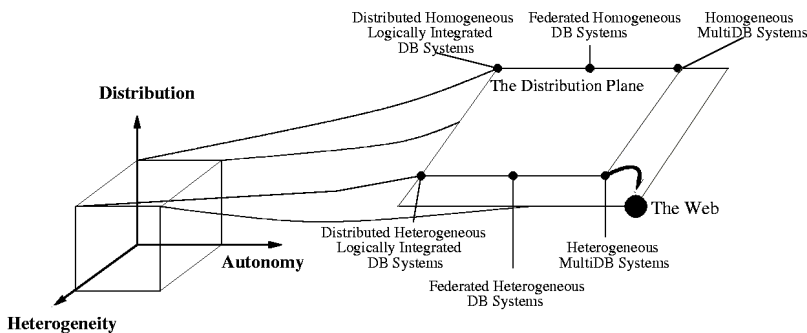 Distributed Homogeneous
Logically Integrated
DB Systems
Federated Homogeneous
DB Systems
Homogeneous
MultiDB Systems
The Distribution Plane
Distribution
The Web
Distributed Heterogeneous
Logically Integrated
DB Systems
Heterogeneous
MultiDB Systems
Autonomy
Federated Heterogeneous
DB Systems
Heterogeneity